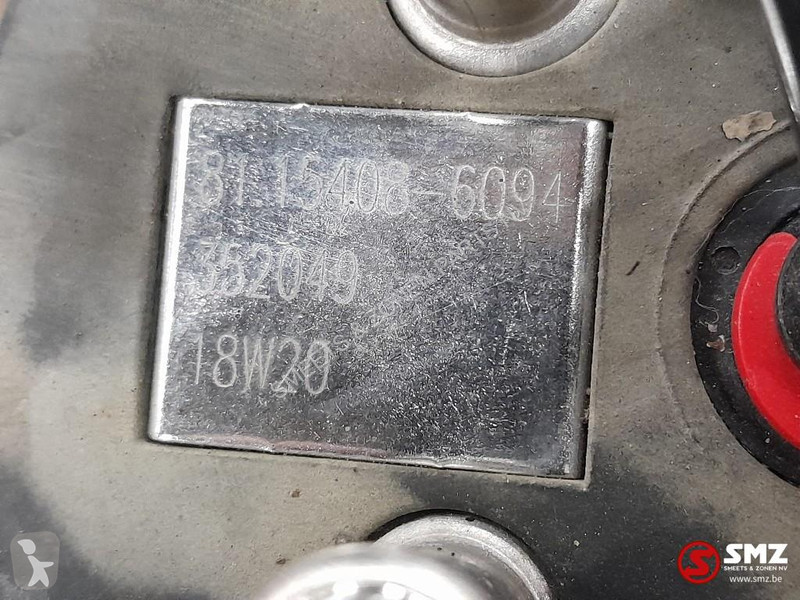 81.15408-6094
352049
18W20
SMZ
SMEETS & ZONEN NV
www.smz.be